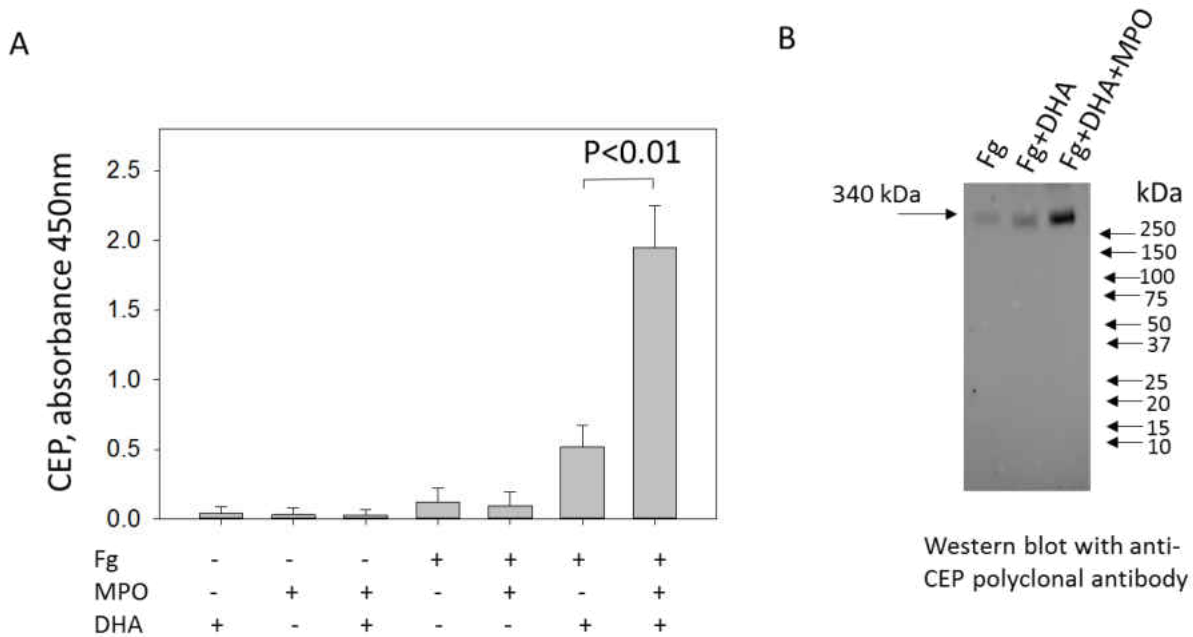 A
CEP, absorbance 450nm
2.5
2.0
1.5
1.0
0.5
0.0
P<0.01
Fg - - - + + + +
MPO - + + - + - +
DHA + - + - - + +
B
Fg
Fg+DHA
Fg+DHA+MPO
340 kDa
kDa
250
150
100
75
50
37
25
20
15
10
Western blot with anti-
CEP polyclonal antibody